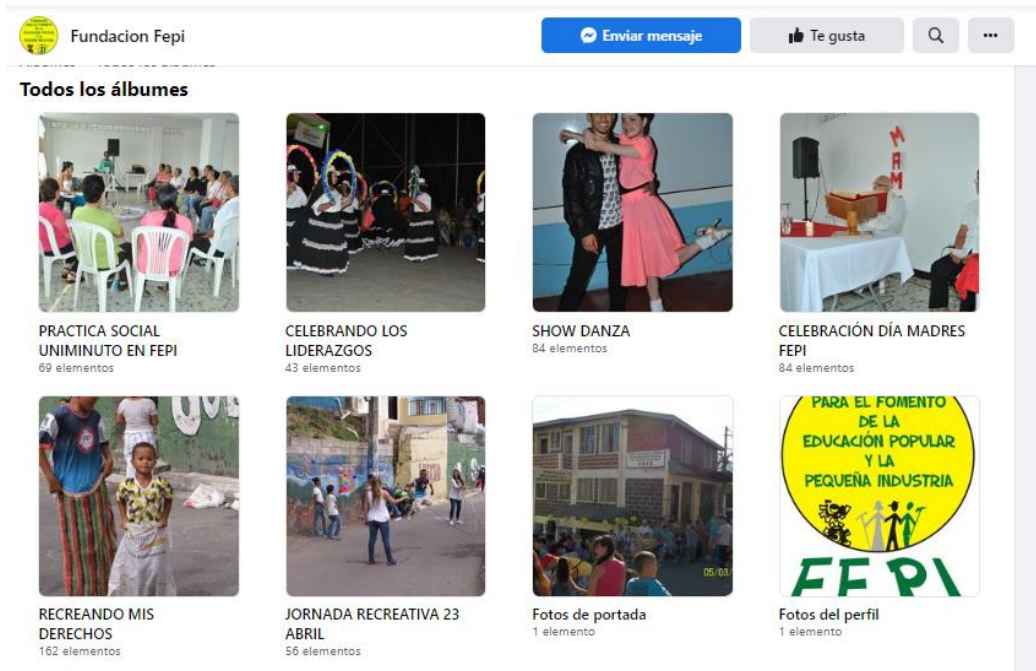 Fundacion Fepi
Enviar mensaje
Te gusta
Todos los álbumes
PRACTICA SOCIAL
UNIMINUTO EN FEPI
69 elementos
CELEBRANDO LOS
LIDERAZGOS
43 elementos
SHOW DANZA
84 elementos
MAM
CELEBRACIÓN DÍA MADRES
FEPI
84 elementos
RECREANDO MIS
DERECHOS
162 elementos
JORNADA RECREATIVA 23
ABRIL
56 elementos
05/03/
Fotos de portada
1 elemento
PARA EL FOMENTO
DE LA
EDUCACIÓN POPULAR
Y LA
PEQUEÑA INDUSTRIA
FEPI
Fotos del perfil
1 elemento